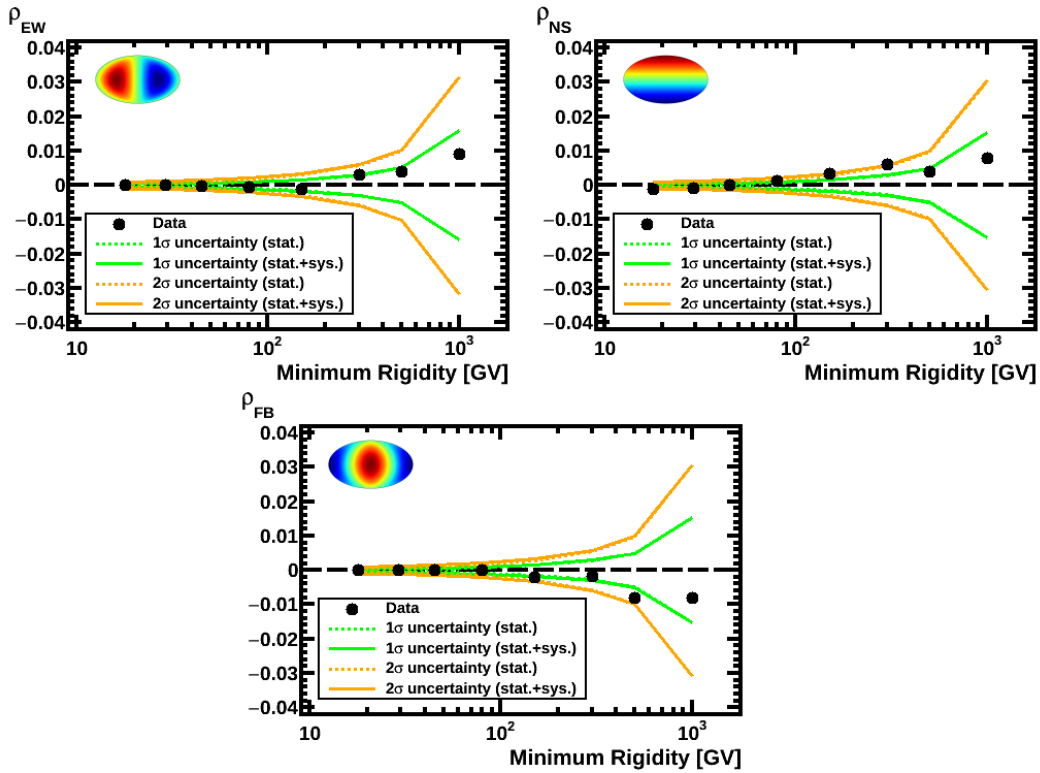 ρEW
0.04
0.03
0.02
0.01
0
−0.01
−0.02
−0.03
−0.04
Data
1σ uncertainty (stat.)
1σ uncertainty (stat.+sys.)
2σ uncertainty (stat.)
2σ uncertainty (stat.+sys.)
10 10² 10³
Minimum Rigidity [GV]
ρNS
0.04
0.03
0.02
0.01
0
−0.01
−0.02
−0.03
−0.04
Data
1σ uncertainty (stat.)
1σ uncertainty (stat.+sys.)
2σ uncertainty (stat.)
2σ uncertainty (stat.+sys.)
10 10² 10³
Minimum Rigidity [GV]
ρFB
0.04
0.03
0.02
0.01
0
−0.01
−0.02
−0.03
−0.04
Data
1σ uncertainty (stat.)
1σ uncertainty (stat.+sys.)
2σ uncertainty (stat.)
2σ uncertainty (stat.+sys.)
10 10² 10³
Minimum Rigidity [GV]